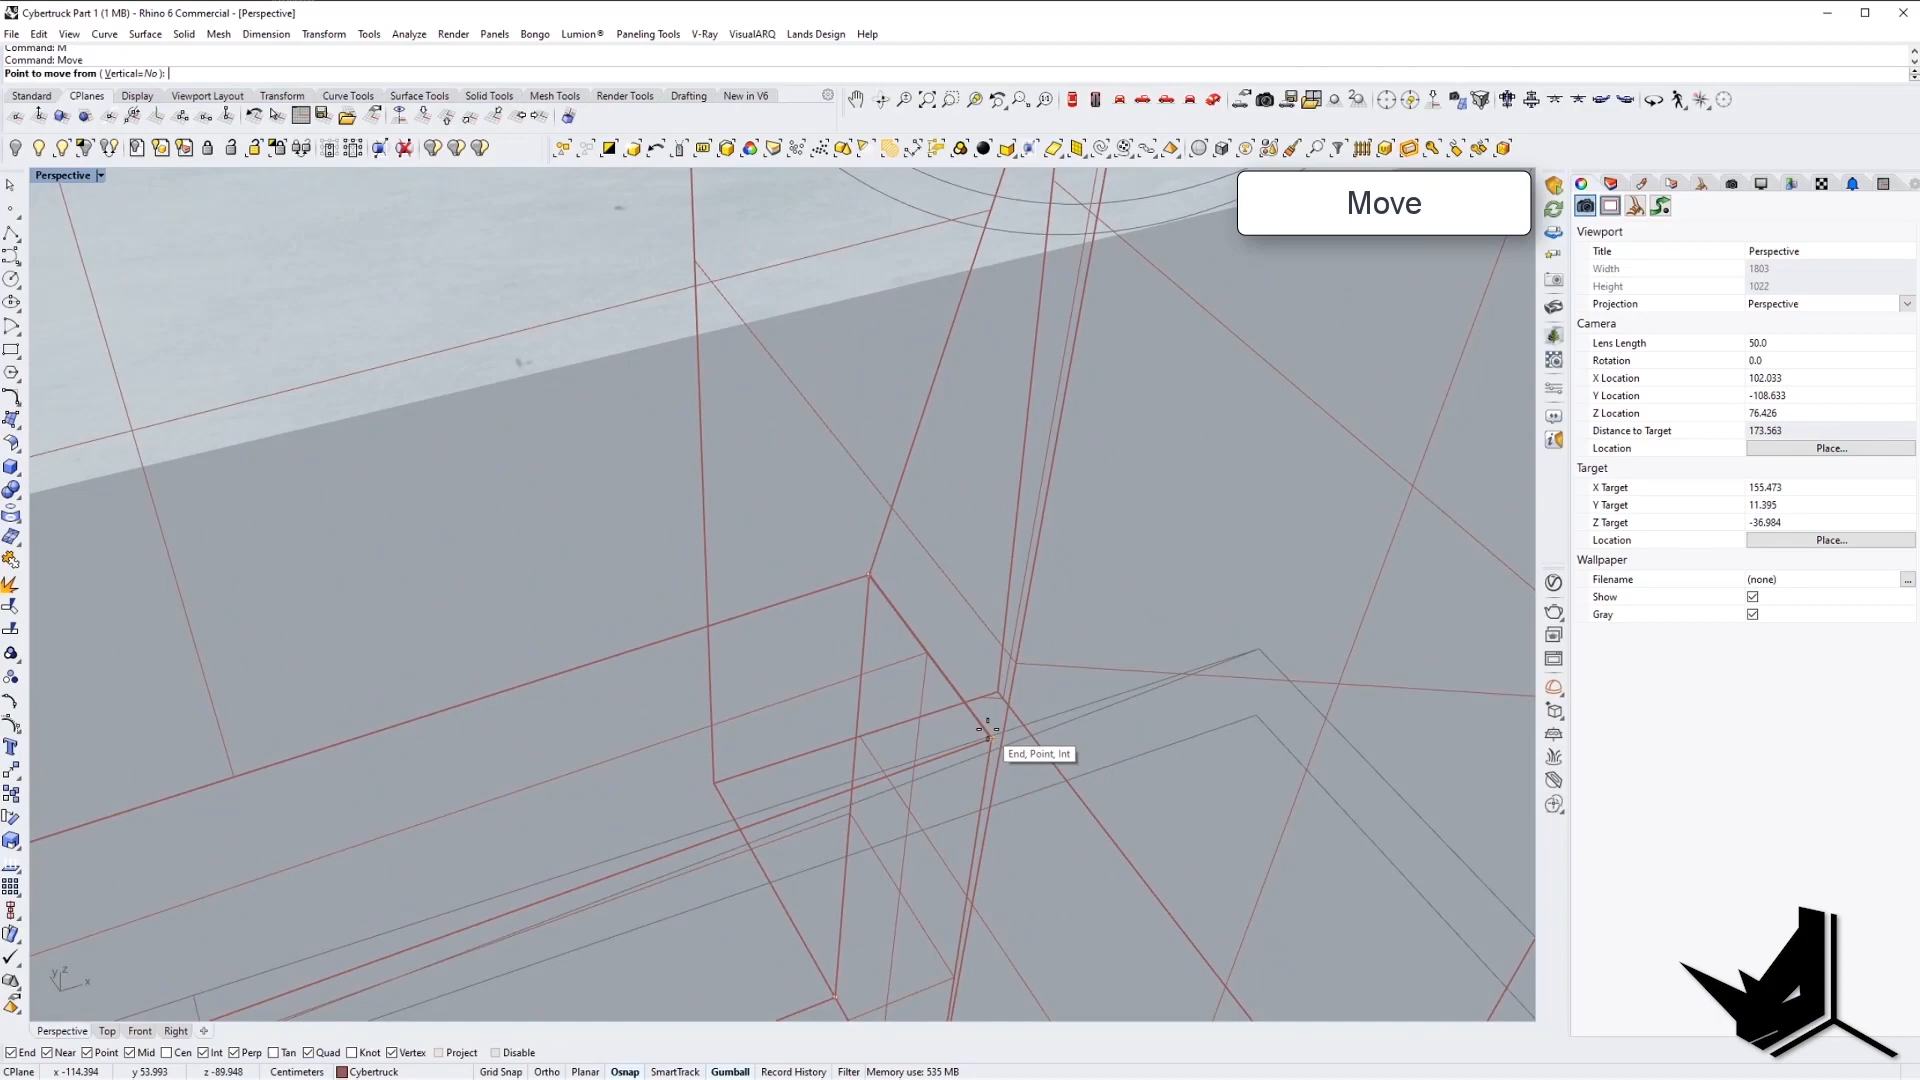 Cybertruck Part 1 (1 MB) - Rhino 6 Commercial - [Perspective]
File Edit View Curve Surface Solid Mesh Dimension Transform Tools Analyze Render Panels Bongo Lumion® Paneling Tools V-Ray VisualARQ Lands Design Help
Command: M
Command: Move
Point to move from ( Vertical=No ):
Standard CPlanes Display Viewport Layout Transform Curve Tools Surface Tools Solid Tools Mesh Tools Render Tools Drafting New in V6
Perspective
Move
Viewport
Title Perspective
Width 1803
Height 1022
Projection Perspective
Camera
Lens Length 50.0
Rotation 0.0
X Location 102.033
Y Location -108.633
Z Location 76.426
Distance to Target 173.563
Location Place...
Target
X Target 155.473
Y Target 11.395
Z Target -36.984
Location Place...
Wallpaper
Filename (none) ...
Show
Gray
End, Point, Int
z
y
x
Perspective Top Front Right
End Near Point Mid Cen Int Perp Tan Quad Knot Vertex Project Disable
CPlane x -114.394 y 53.993 z -89.948 Centimeters Cybertruck Grid Snap Ortho Planar Osnap SmartTrack Gumball Record History Filter Memory use: 535 MB